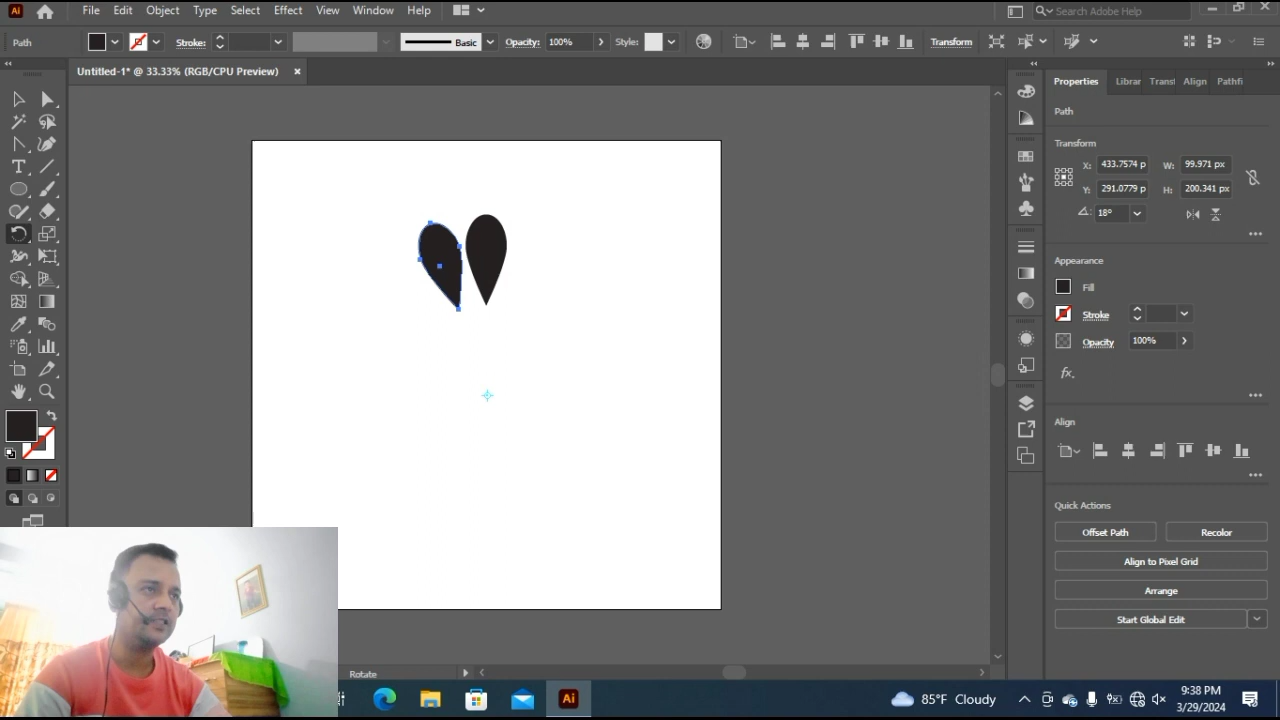 Ai File Edit Object Type Select Effect View Window Help Search Adobe Help
Path Stroke: Basic Opacity: 100% Style: Transform
Untitled-1* @ 33.33% (RGB/CPU Preview)
Properties Librar Transf Align Pathfi
Path
Transform
X: 433.7574 p W: 99.971 px
Y: 291.0779 p H: 200.341 px
18°
Appearance
Fill
Stroke
Opacity 100%
fx.
Align
Quick Actions
Offset Path Recolor
Align to Pixel Grid
Arrange
Start Global Edit
Rotate
Ai 85°F Cloudy 9:38 PM
3/29/2024